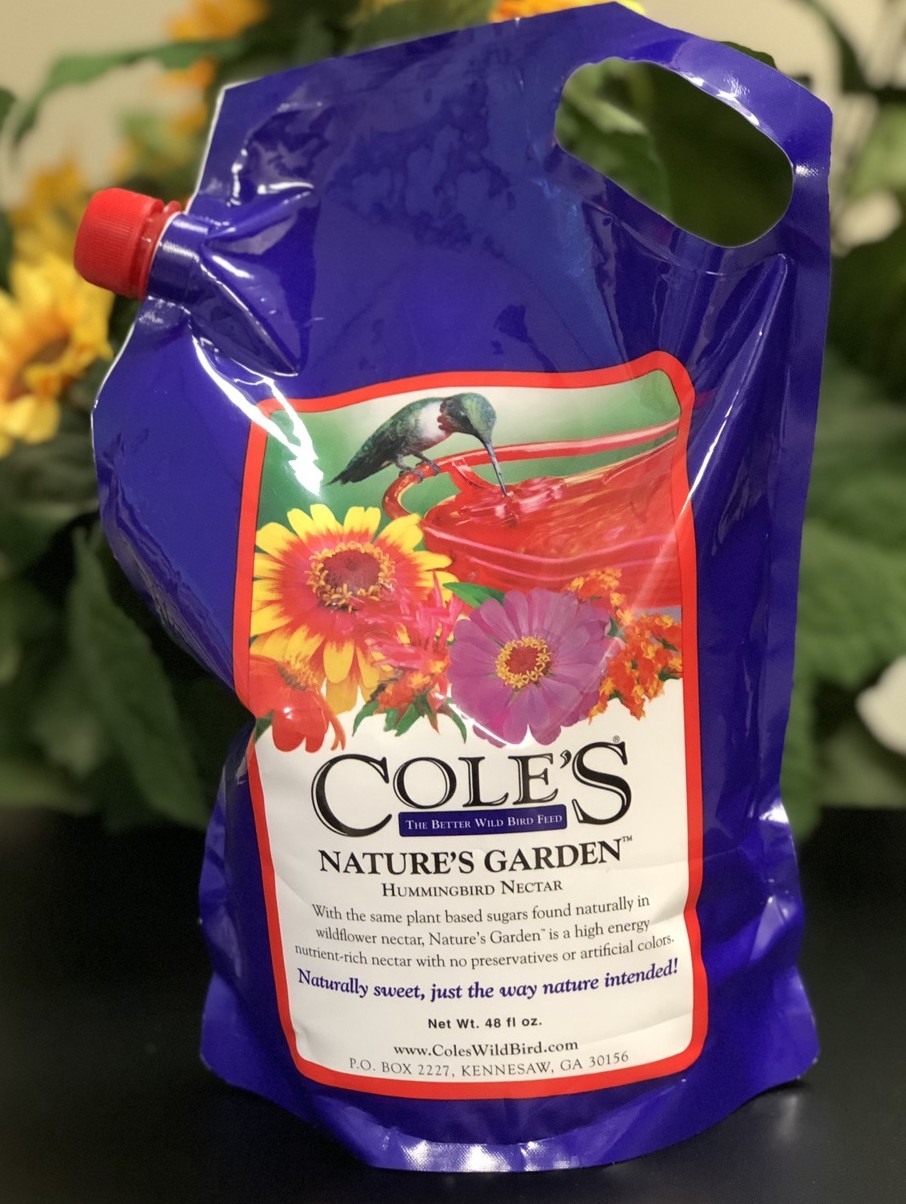 COLE'S®
THE BETTER WILD BIRD FEED
NATURE'S GARDEN™
HUMMINGBIRD NECTAR
With the same plant based sugars found naturally in
wildflower nectar, Nature's Garden™ is a high energy
nutrient-rich nectar with no preservatives or artificial colors.
Naturally sweet, just the way nature intended!
Net Wt. 48 fl oz.
www.ColesWildBird.com
P.O. BOX 2227, KENNESAW, GA 30156